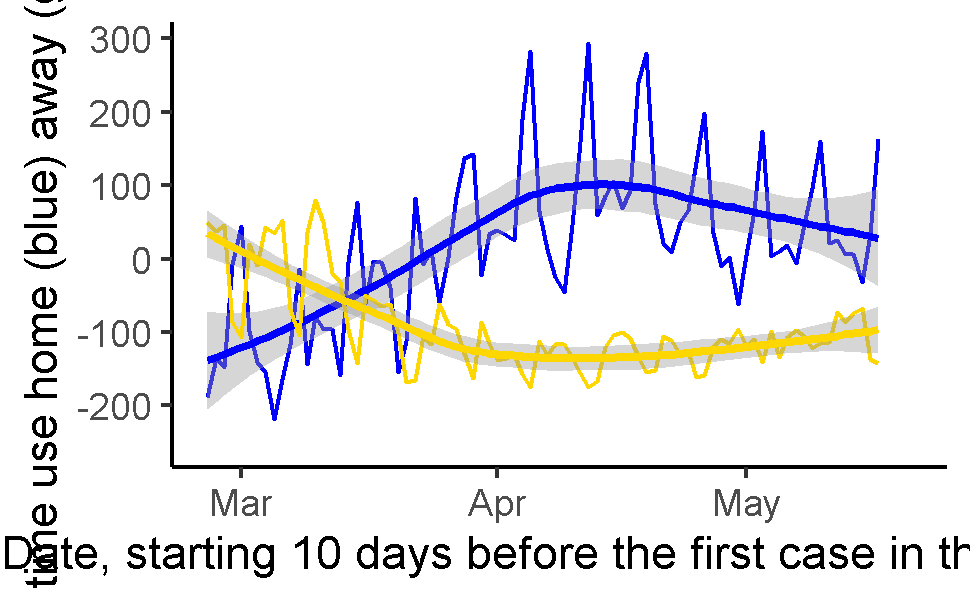 time use home (blue) away (
300
200
100
0
-100
-200
Mar Apr May
Date, starting 10 days before the first case in th